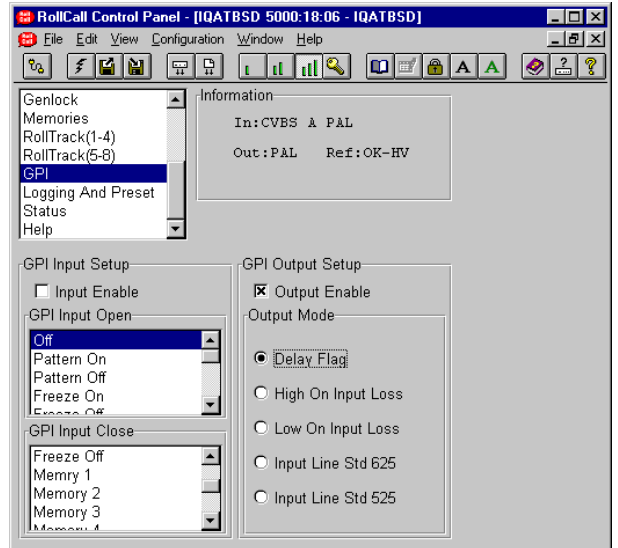 RollCall Control Panel - [IQATBSD 5000:18:06 - IQATBSD]
File Edit View Configuration Window Help
A A
Genlock
Memories
RollTrack(1-4)
RollTrack(5-8)
GPI
Logging And Preset
Status
Help
Information
In:CVBS A PAL
Out:PAL Ref:OK-HV
GPI Input Setup
Input Enable
GPI Input Open
Off
Pattern On
Pattern Off
Freeze On
Freeze Off
GPI Input Close
Freeze Off
Memry 1
Memory 2
Memory 3
Memory 4
GPI Output Setup
Output Enable
Output Mode
Delay Flag
High On Input Loss
Low On Input Loss
Input Line Std 625
Input Line Std 525